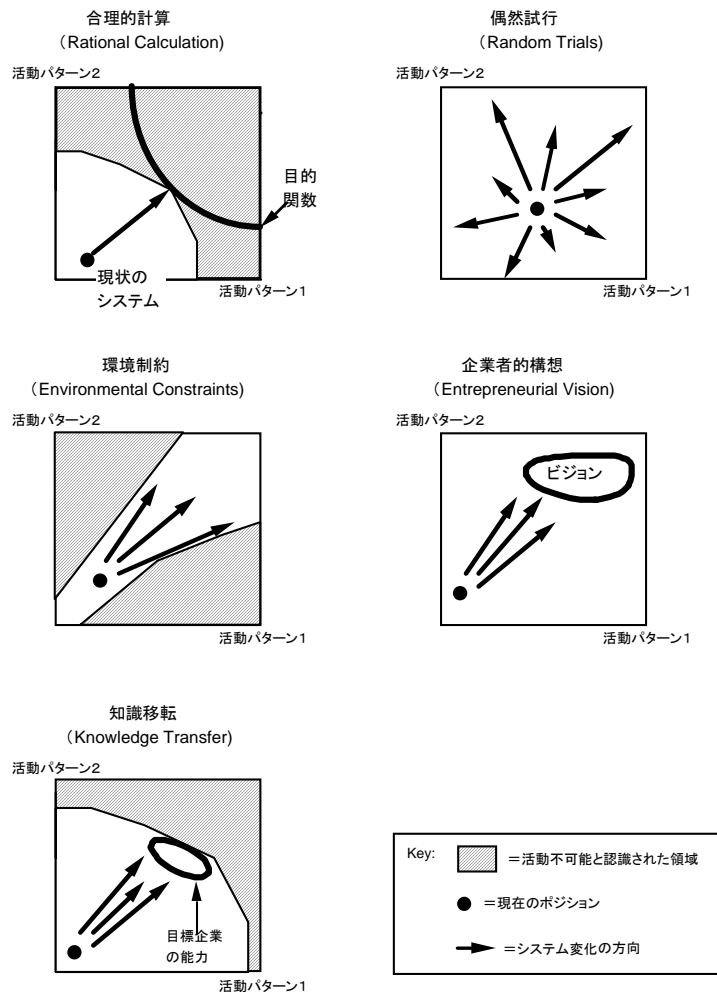 合理的計算
（Rational Calculation)
活動パターン2
目的
関数
現状の
システム
活動パターン1
偶然試行
（Random Trials)
活動パターン2
活動パターン1
環境制約
（Environmental Constraints)
活動パターン2
活動パターン1
企業者的構想
（Entrepreneurial Vision)
活動パターン2
ビジョン
活動パターン1
知識移転
（Knowledge Transfer)
活動パターン2
目標企業
の能力
活動パターン1
Key:
＝活動不可能と認識された領域
＝現在のポジション
＝システム変化の方向